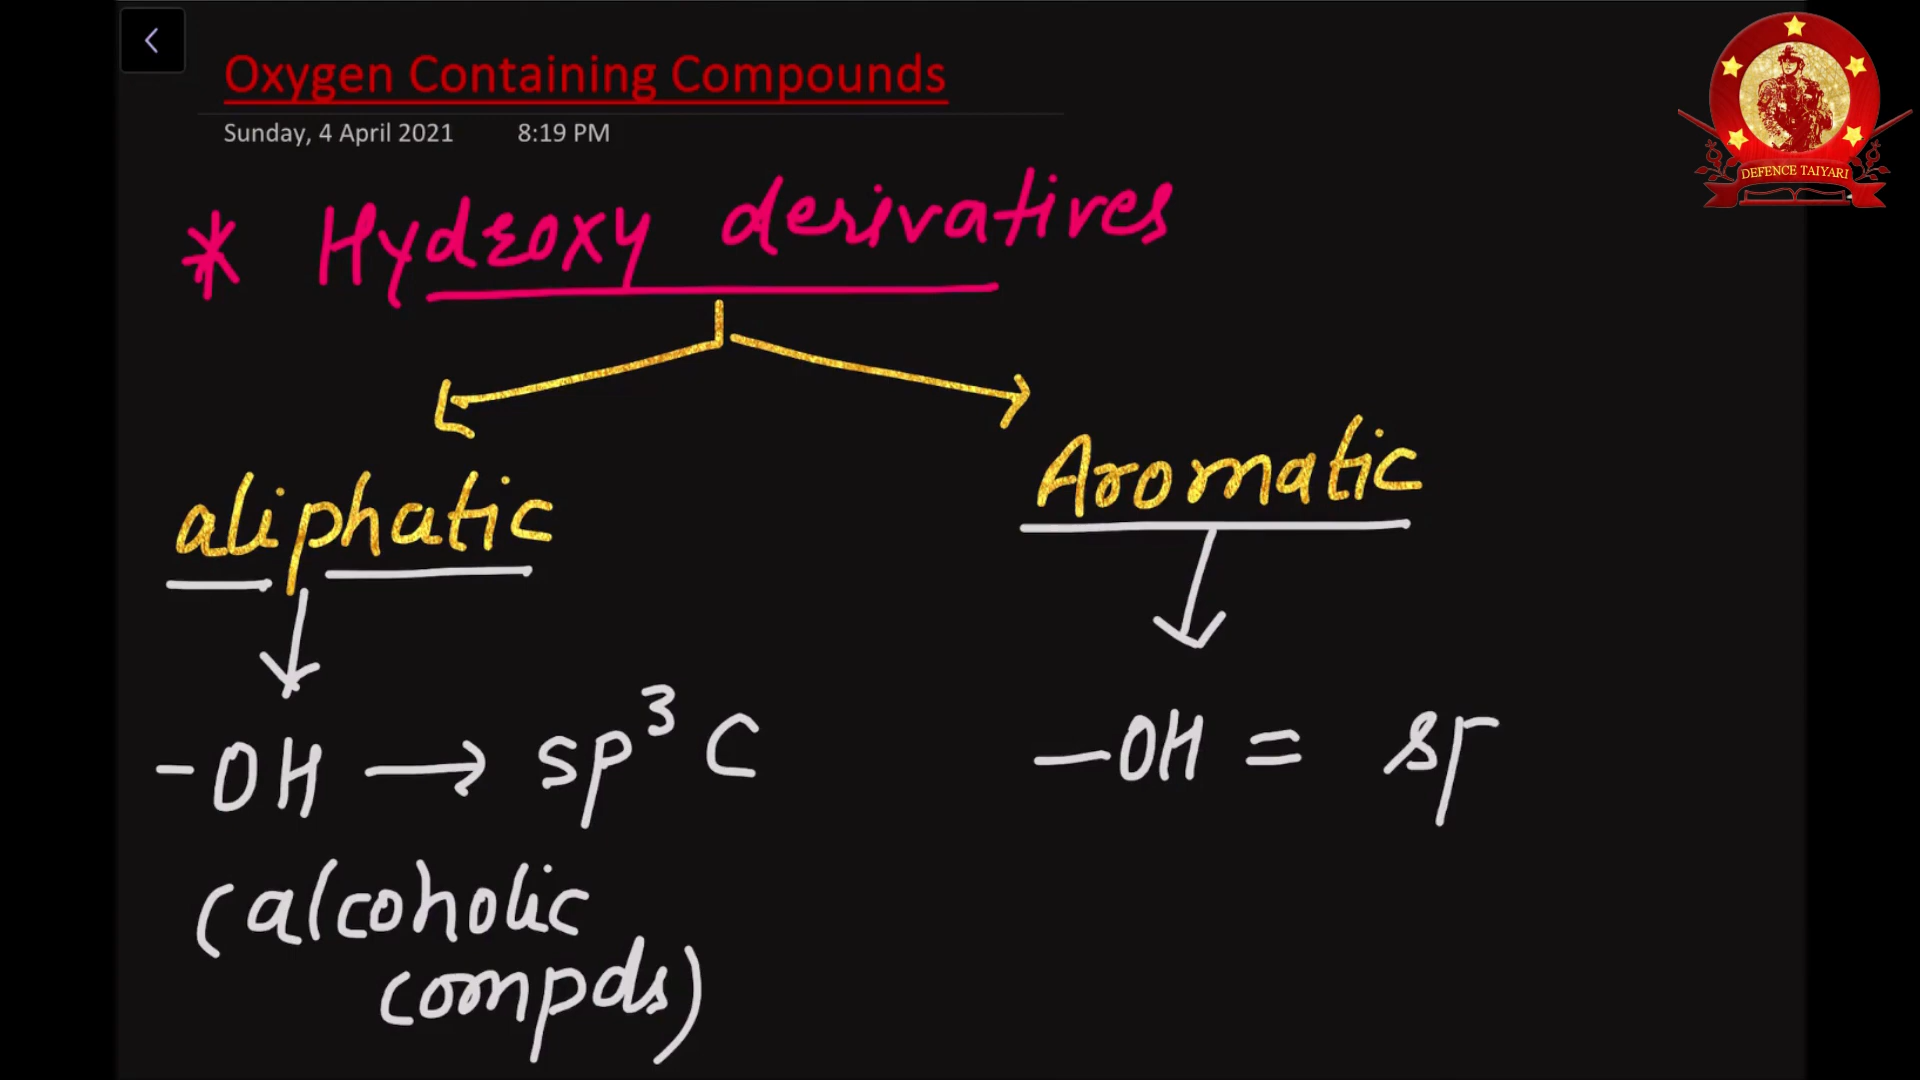 Oxygen Containing Compounds
Sunday, 4 April 2021 8:19 PM
DEFENCE TAIYARI
* Hydroxy derivatives
aliphatic
Aromatic
-OH → sp³ C
-OH = sp
(alcoholic
compds)